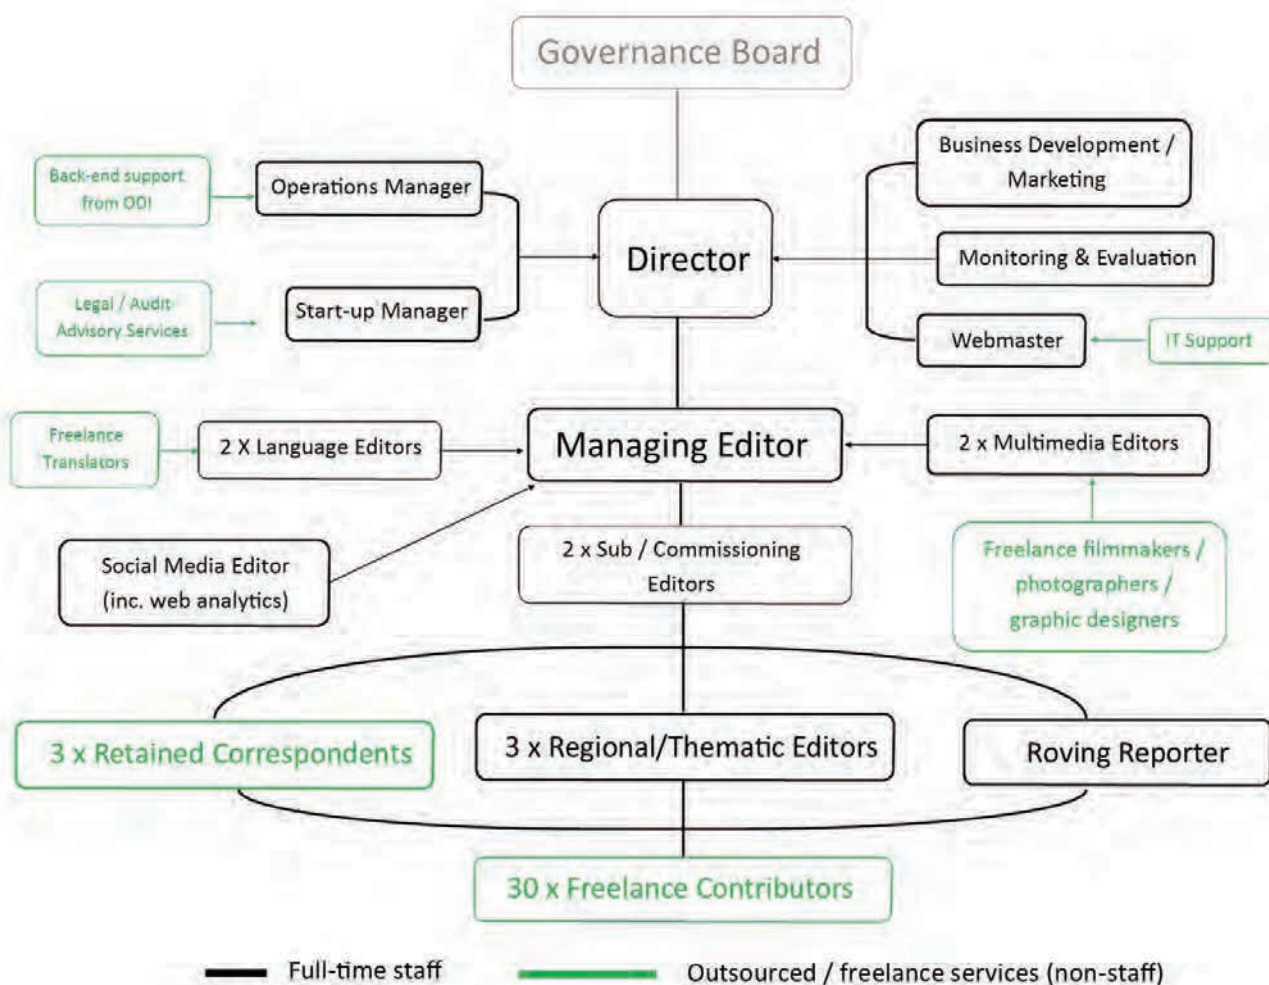 Governance Board
Back-end support
from ODI
Operations Manager
Business Development /
Marketing
Director
Monitoring & Evaluation
Legal / Audit
Advisory Services
Start-up Manager
Webmaster
IT Support
Freelance
Translators
2 X Language Editors
Managing Editor
2 x Multimedia Editors
Social Media Editor
(inc. web analytics)
2 x Sub / Commissioning
Editors
Freelance filmmakers /
photographers /
graphic designers
3 x Retained Correspondents
3 x Regional/Thematic Editors
Roving Reporter
30 x Freelance Contributors
Full-time staff
Outsourced / freelance services (non-staff)